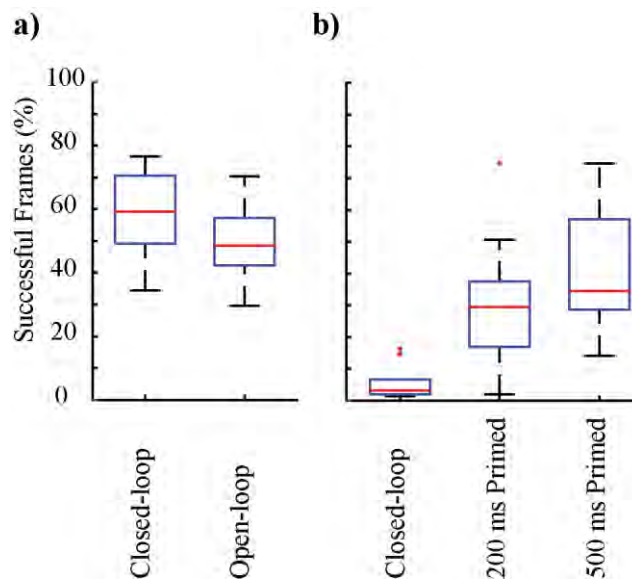 a)
b)
Successful Frames (%)
100
80
60
40
20
0
Closed-loop
Open-loop
Closed-loop
200 ms Primed
500 ms Primed